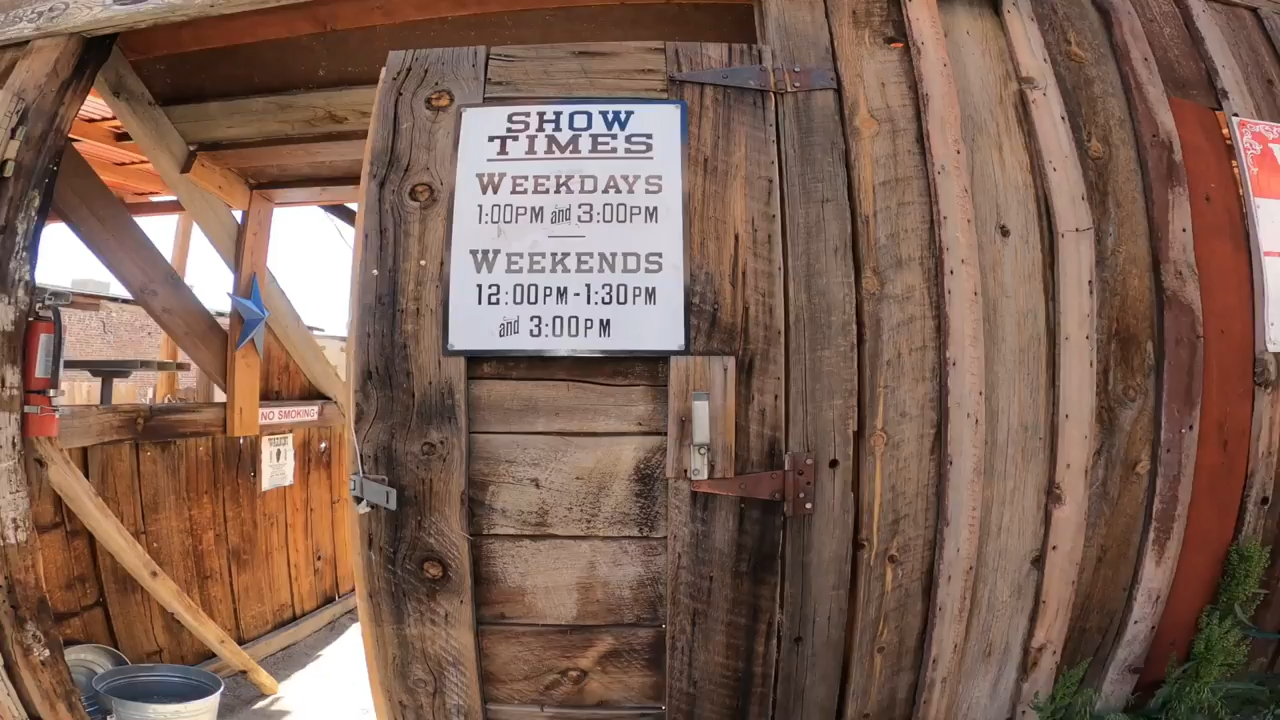 SHOW
TIMES
WEEKDAYS
1:00PM and 3:00PM
WEEKENDS
12:00PM-1:30PM
and 3:00PM
NO SMOKING